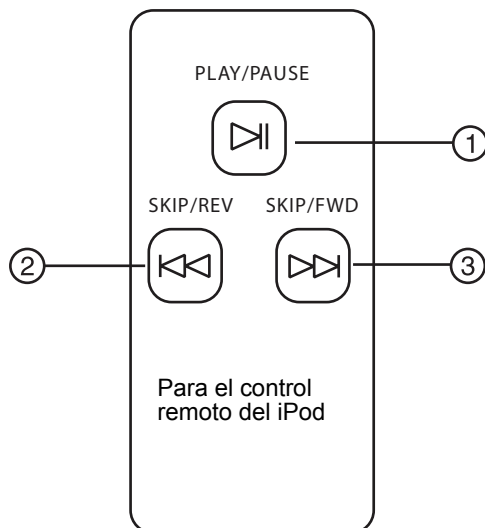 PLAY/PAUSE
1
SKIP/REV SKIP/FWD
2
3
Para el control
remoto del iPod